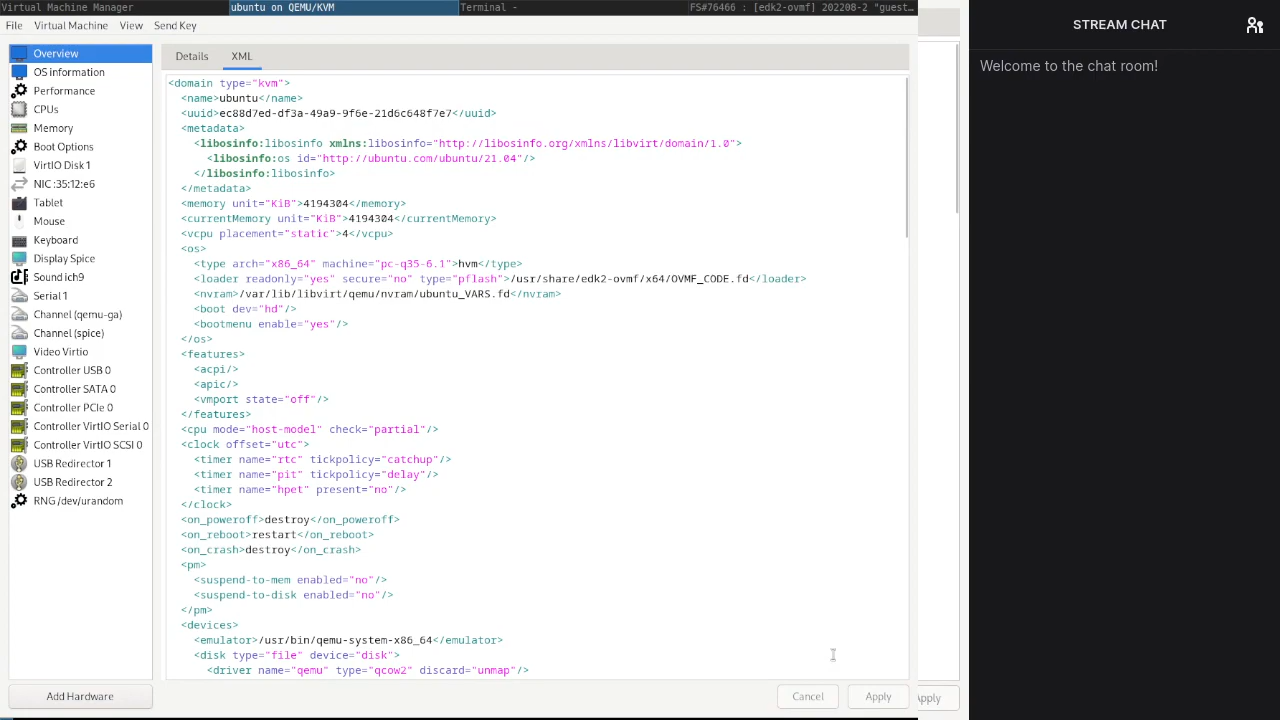 Virtual Machine Manager
ubuntu on QEMU/KVM
Terminal -
FS#76466 : [edk2-ovmf] 202208-2 "guest…
File Virtual Machine View Send Key
Overview
OS information
Performance
CPUs
Memory
Boot Options
VirtIO Disk 1
NIC :35:12:e6
Tablet
Mouse
Keyboard
Display Spice
Sound ich9
Serial 1
Channel (qemu-ga)
Channel (spice)
Video Virtio
Controller USB 0
Controller SATA 0
Controller PCIe 0
Controller VirtIO Serial 0
Controller VirtIO SCSI 0
USB Redirector 1
USB Redirector 2
RNG /dev/urandom
Add Hardware
Details XML
<domain type="kvm">
<name>ubuntu</name>
<uuid>ec88d7ed-df3a-49a9-9f6e-21d6c648f7e7</uuid>
<metadata>
<libosinfo:libosinfo xmlns:libosinfo="http://libosinfo.org/xmlns/libvirt/domain/1.0">
<libosinfo:os id="http://ubuntu.com/ubuntu/21.04"/>
</libosinfo:libosinfo>
</metadata>
<memory unit="KiB">4194304</memory>
<currentMemory unit="KiB">4194304</currentMemory>
<vcpu placement="static">4</vcpu>
<os>
<type arch="x86_64" machine="pc-q35-6.1">hvm</type>
<loader readonly="yes" secure="no" type="pflash">/usr/share/edk2-ovmf/x64/OVMF_CODE.fd</loader>
<nvram>/var/lib/libvirt/qemu/nvram/ubuntu_VARS.fd</nvram>
<boot dev="hd"/>
<bootmenu enable="yes"/>
</os>
<features>
<acpi/>
<apic/>
<vmport state="off"/>
</features>
<cpu mode="host-model" check="partial"/>
<clock offset="utc">
<timer name="rtc" tickpolicy="catchup"/>
<timer name="pit" tickpolicy="delay"/>
<timer name="hpet" present="no"/>
</clock>
<on_poweroff>destroy</on_poweroff>
<on_reboot>restart</on_reboot>
<on_crash>destroy</on_crash>
<pm>
<suspend-to-mem enabled="no"/>
<suspend-to-disk enabled="no"/>
</pm>
<devices>
<emulator>/usr/bin/qemu-system-x86_64</emulator>
<disk type="file" device="disk">
<driver name="qemu" type="qcow2" discard="unmap"/>
Cancel Apply
Apply
STREAM CHAT
Welcome to the chat room!